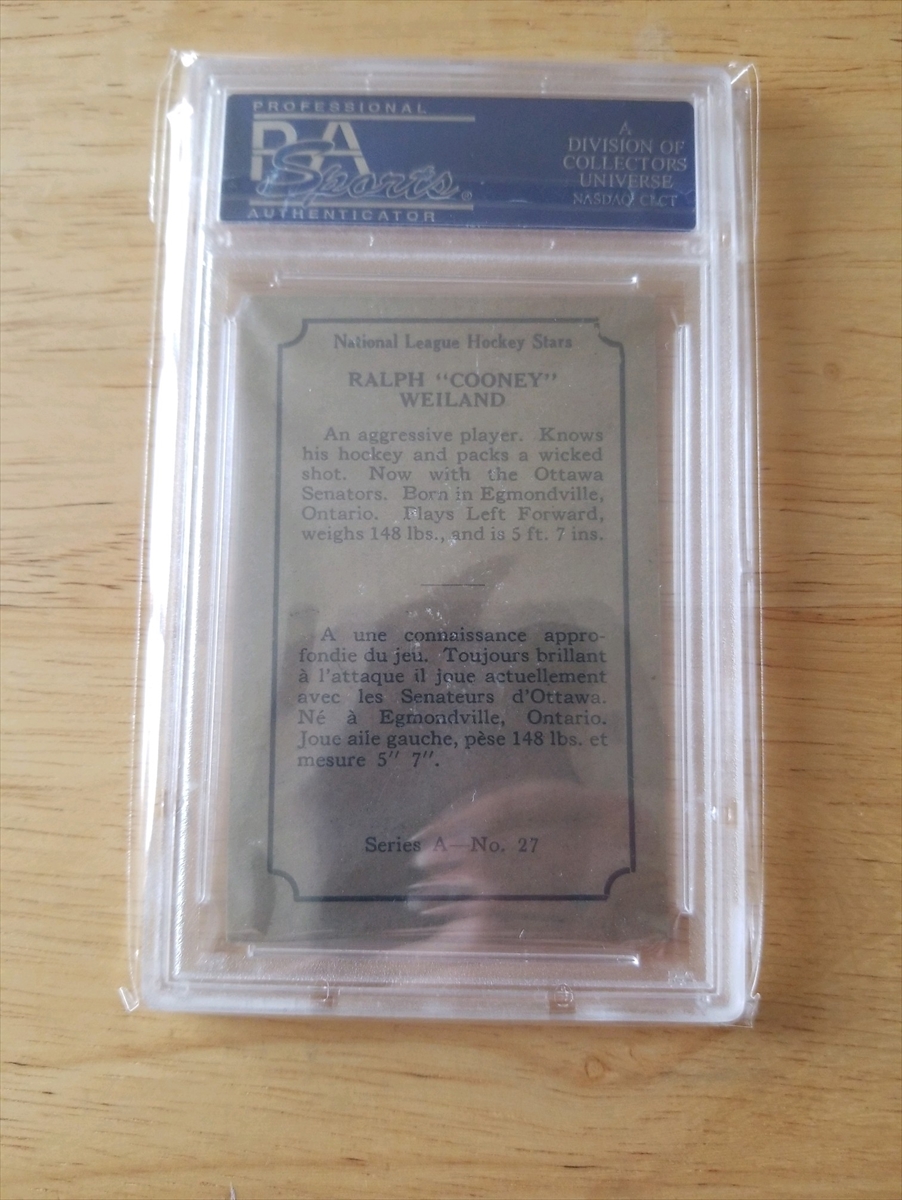 PROFESSIONAL
PSA
Sports®
AUTHENTICATOR
A
DIVISION OF
COLLECTORS
UNIVERSE
NASDAQ: CLCT
National League Hockey Stars
RALPH "COONEY"
WEILAND
An aggressive player. Knows
his hockey and packs a wicked
shot. Now with the Ottawa
Senators. Born in Egmondville,
Ontario. Plays Left Forward,
weighs 148 lbs., and is 5 ft. 7 ins.
A une connaissance appro-
fondie du jeu. Toujours brillant
à l'attaque il joue actuellement
avec les Senateurs d'Ottawa.
Né à Egmondville, Ontario.
Joue aile gauche, pèse 148 lbs. et
mesure 5" 7".
Series A—No. 27